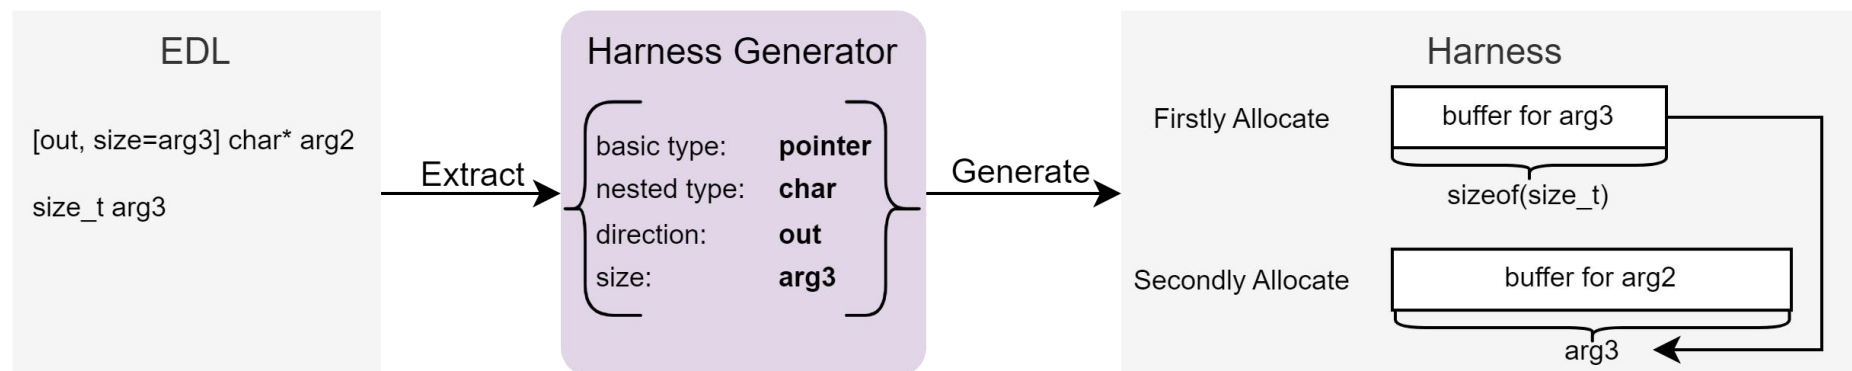 EDL
[out, size=arg3] char* arg2
size_t arg3
Extract
Harness Generator
basic type: pointer
nested type: char
direction: out
size: arg3
Generate
Harness
Firstly Allocate
buffer for arg3
sizeof(size_t)
Secondly Allocate
buffer for arg2
arg3